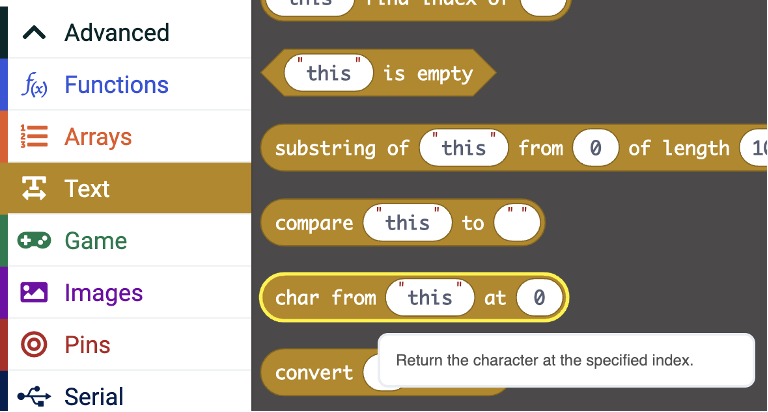 Advanced
Functions
Arrays
Text
Game
Images
Pins
Serial
"this" find index of
"this" is empty
substring of "this" from 0 of length 10
compare "this" to " "
char from "this" at 0
Return the character at the specified index.
convert